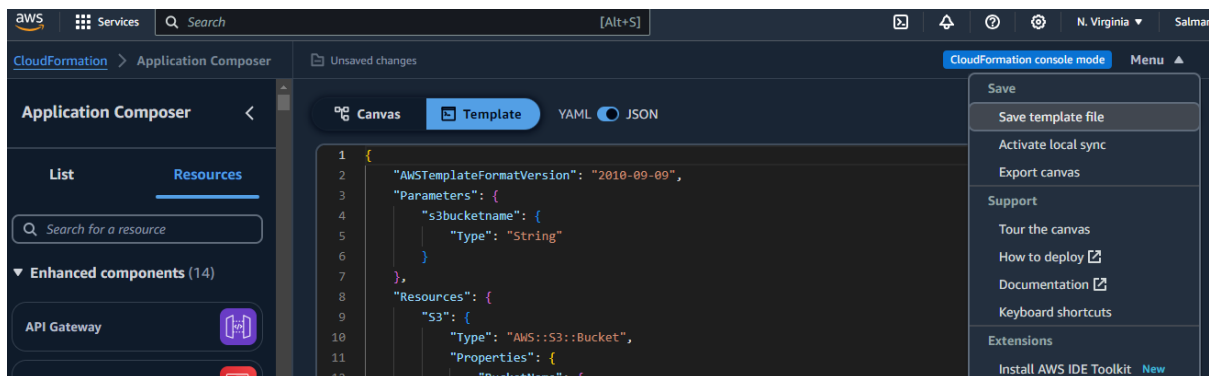 aws Services Search [Alt+S] N. Virginia ▼ Salmar
CloudFormation > Application Composer Unsaved changes CloudFormation console mode Menu ▲
Application Composer
Canvas Template YAML JSON
List Resources
Search for a resource
▼ Enhanced components (14)
API Gateway
1 {
2 "AWSTemplateFormatVersion": "2010-09-09",
3 "Parameters": {
4 "s3bucketname": {
5 "Type": "String"
6 }
7 },
8 "Resources": {
9 "S3": {
10 "Type": "AWS::S3::Bucket",
11 "Properties": {
12 "BucketName": {
Save
Save template file
Activate local sync
Export canvas
Support
Tour the canvas
How to deploy
Documentation
Keyboard shortcuts
Extensions
Install AWS IDE Toolkit New